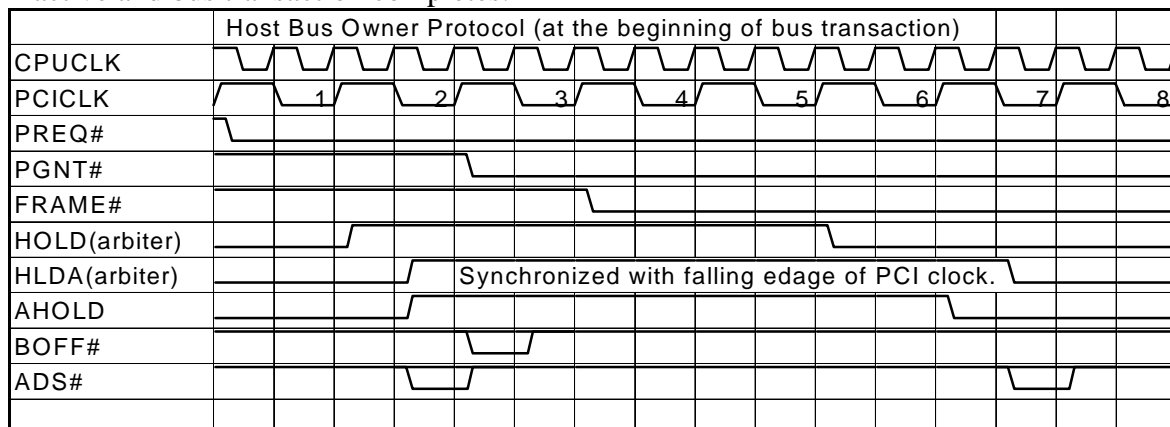 Host Bus Owner Protocol (at the beginning of bus transaction)
CPUCLK
PCICLK 1 2 3 4 5 6 7 8
PREQ#
PGNT#
FRAME#
HOLD(arbiter)
HLDA(arbiter) Synchronized with falling edage of PCI clock.
AHOLD
BOFF#
ADS#